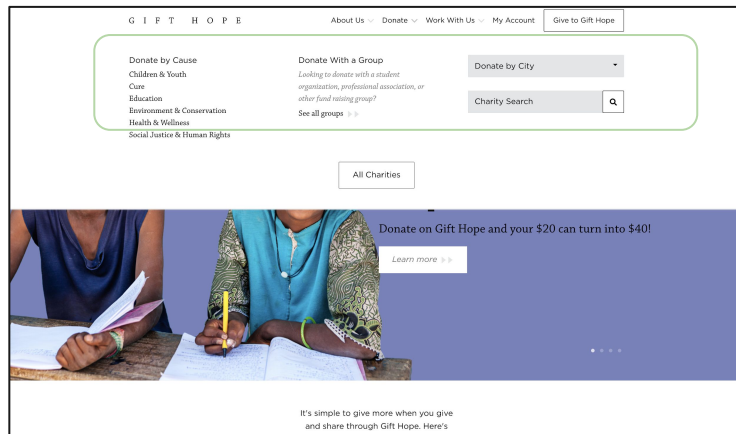 GIFT HOPE
About Us Donate Work With Us My Account Give to Gift Hope
Donate by Cause
Children & Youth
Cure
Education
Environment & Conservation
Health & Wellness
Social Justice & Human Rights
Donate With a Group
Looking to donate with a student
organization, professional association, or
other fund raising group?
See all groups
Donate by City
Charity Search
All Charities
Donate on Gift Hope and your $20 can turn into $40!
Learn more
It's simple to give more when you give
and share through Gift Hope. Here's